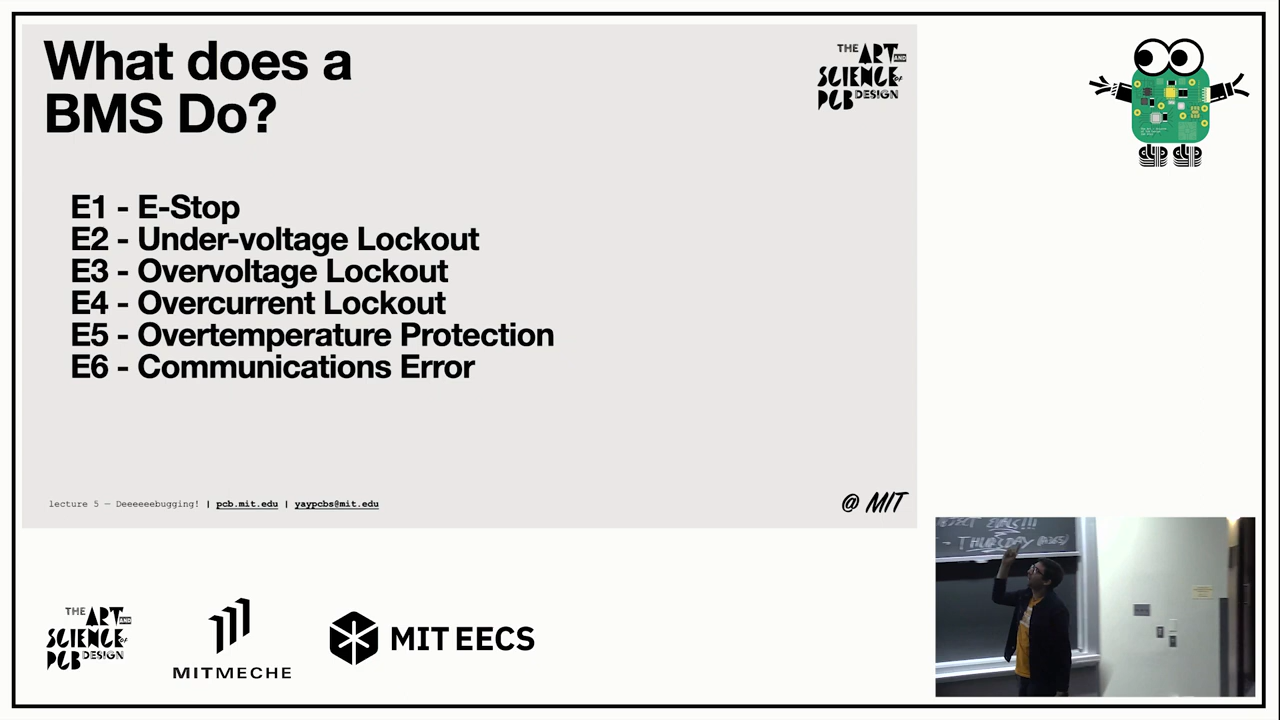 What does a
BMS Do?
THE ART AND
SCIENCE of
PCB DESIGN
E1 - E-Stop
E2 - Under-voltage Lockout
E3 - Overvoltage Lockout
E4 - Overcurrent Lockout
E5 - Overtemperature Protection
E6 - Communications Error
lecture 5 — Deeeeeebugging! | pcb.mit.edu | yaypcbs@mit.edu
@ MIT
EVALS!!!
- THURSDAY
THE ART AND
SCIENCE of
PCB DESIGN
MITMECHE
MIT EECS